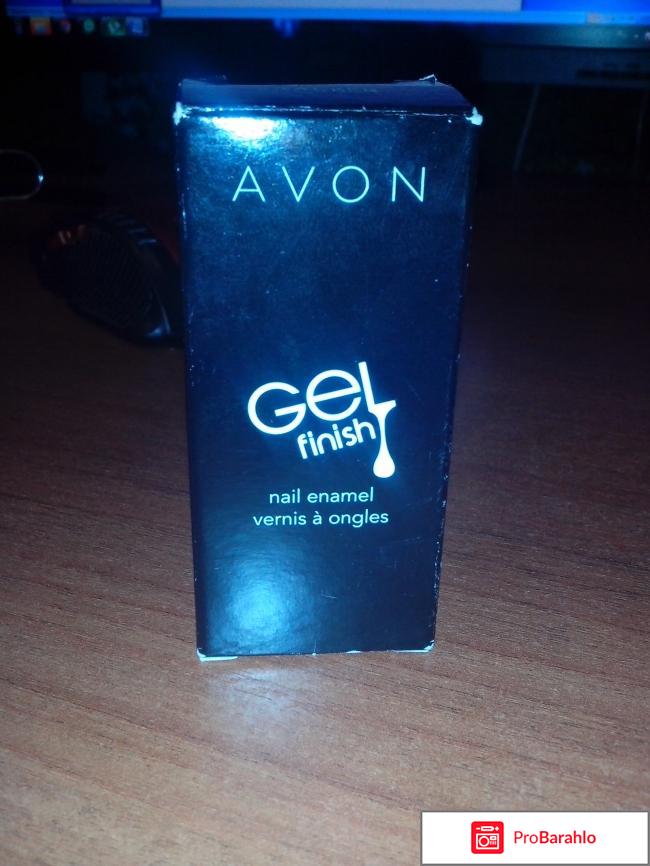 AVON
GeL
finish
nail enamel
vernis à ongles
ProBarahlo